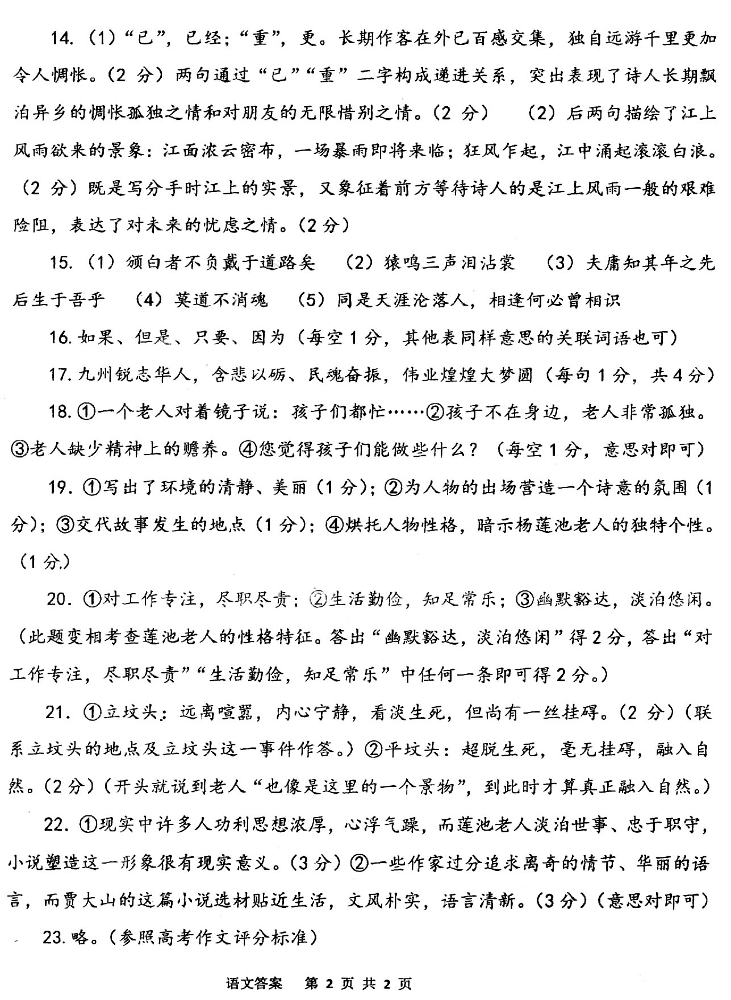 14.（1）“已”，已经；“重”，更。长期作客在外已百感交集，独自远游千里更加
令人惆怅。（2 分）两句通过“已”“重”二字构成递进关系，突出表现了诗人长期飘
泊异乡的惆怅孤独之情和对朋友的无限惜别之情。（2 分） （2）后两句描绘了江上
风雨欲来的景象：江面浓云密布，一场暴雨即将来临；狂风乍起，江中涌起滚滚白浪。
（2 分）既是写分手时江上的实景，又象征着前方等待诗人的是江上风雨一般的艰难
险阻，表达了对未来的忧虑之情。（2 分）
15.（1）颁白者不负戴于道路矣 （2）猿鸣三声泪沾裳 （3）夫庸知其年之先
后生于吾乎 （4）莫道不消魂 （5）同是天涯沦落人，相逢何必曾相识
16. 如果、但是、只要、因为（每空 1 分，其他表同样意思的关联词语也可）
17. 九州锐志华人，含悲以砺、民魂奋振，伟业煌煌大梦圆（每句 1 分，共 4 分）
18. ①一个老人对着镜子说：孩子们都忙……②孩子不在身边，老人非常孤独。
③老人缺少精神上的赡养。④您觉得孩子们能做些什么？（每空 1 分，意思对即可）
19. ①写出了环境的清静、美丽（1 分）；②为人物的出场营造一个诗意的氛围（1
分）；③交代故事发生的地点（1 分）；④烘托人物性格，暗示杨莲池老人的独特个性。
（1 分）
20. ①对工作专注，尽职尽责；②生活勤俭，知足常乐；③幽默豁达，淡泊悠闲。
（此题变相考查莲池老人的性格特征。答出“幽默豁达，淡泊悠闲”得 2 分，答出“对
工作专注，尽职尽责”“生活勤俭，知足常乐”中任何一条即可得 2 分。）
21. ①立坟头：远离喧嚣，内心宁静，看淡生死，但尚有一丝挂碍。（2 分）（联
系立坟头的地点及立坟头这一事件作答。）②平坟头：超脱生死，毫无挂碍，融入自
然。（2 分）（开头就说到老人“也像是这里的一个景物”，到此时才算真正融入自然。）
22. ①现实中许多人功利思想浓厚，心浮气躁，而莲池老人淡泊世事、忠于职守，
小说塑造这一形象很有现实意义。（3 分）②一些作家过分追求离奇的情节、华丽的语
言，而贾大山的这篇小说选材贴近生活，文风朴实，语言清新。（3 分）（意思对即可）
23. 略。（参照高考作文评分标准）
语文答案 第 2 页 共 2 页